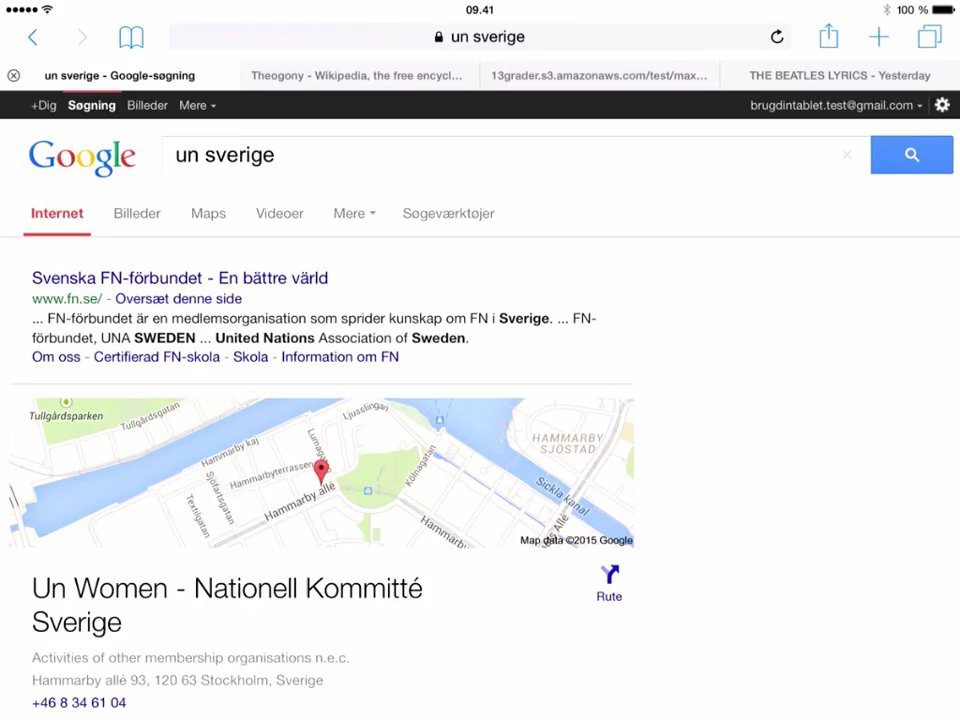 09.41
100 %
un sverige
un sverige - Google-søgning
Theogony - Wikipedia, the free encycl...
13grader.s3.amazonaws.com/test/max...
THE BEATLES LYRICS - Yesterday
+Dig Søgning Billeder Mere
brugdintablet.test@gmail.com
Google
un sverige
Internet Billeder Maps Videoer Mere Søgeværktøjer
Svenska FN-förbundet - En bättre värld
www.fn.se/ - Oversæt denne side
... FN-förbundet är en medlemsorganisation som sprider kunskap om FN i Sverige. ... FN-
förbundet, UNA SWEDEN ... United Nations Association of Sweden.
Om oss - Certifierad FN-skola - Skola - Information om FN
Tullgårdsparken
Tullgårdsgatan
Ljusslingan
Hammarby kaj
Hammarbyterrassen
Hammarby allé
Sjöfartsgatan
Textilgatan
Kölnagatan
HAMMARBY
SJÖSTAD
Sickla kanal
Map data ©2015 Google
Un Women - Nationell Kommitté
Sverige
Rute
Activities of other membership organisations n.e.c.
Hammarby allé 93, 120 63 Stockholm, Sverige
+46 8 34 61 04